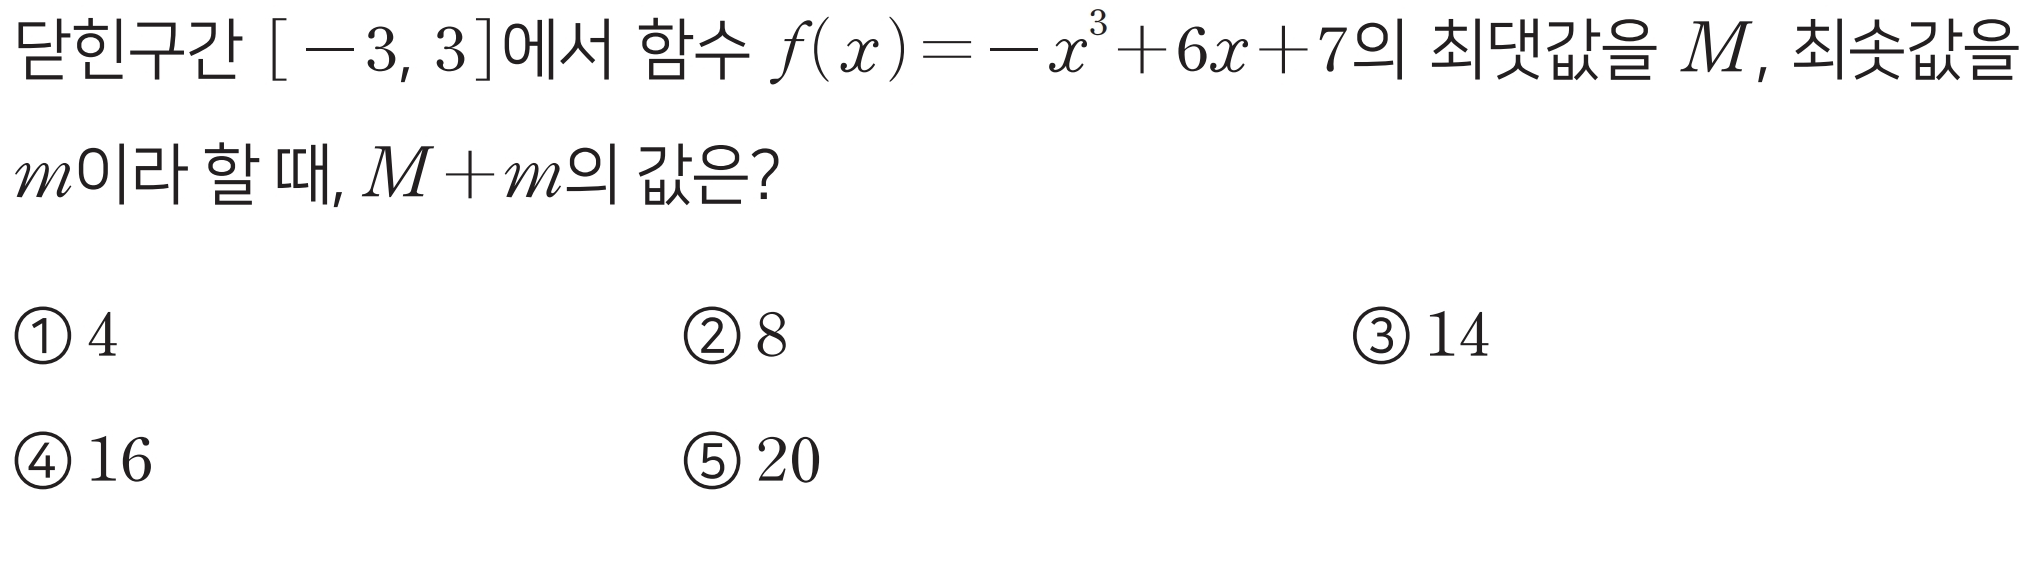 닫힌구간 [−3, 3]에서 함수 f(x)=−x³+6x+7의 최댓값을 M, 최솟값을
m이라 할 때, M+m의 값은?
① 4 ② 8 ③ 14
④ 16 ⑤ 20